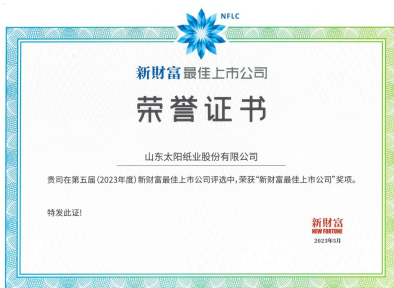 NFLC
新财富最佳上市公司
荣誉证书
山东太阳纸业股份有限公司
贵司在第五届(2023年度)新财富最佳上市公司评选中,荣获“新财富最佳上市公司”奖项。
特发此证!
新财富
NEW FORTUNE
2023年5月